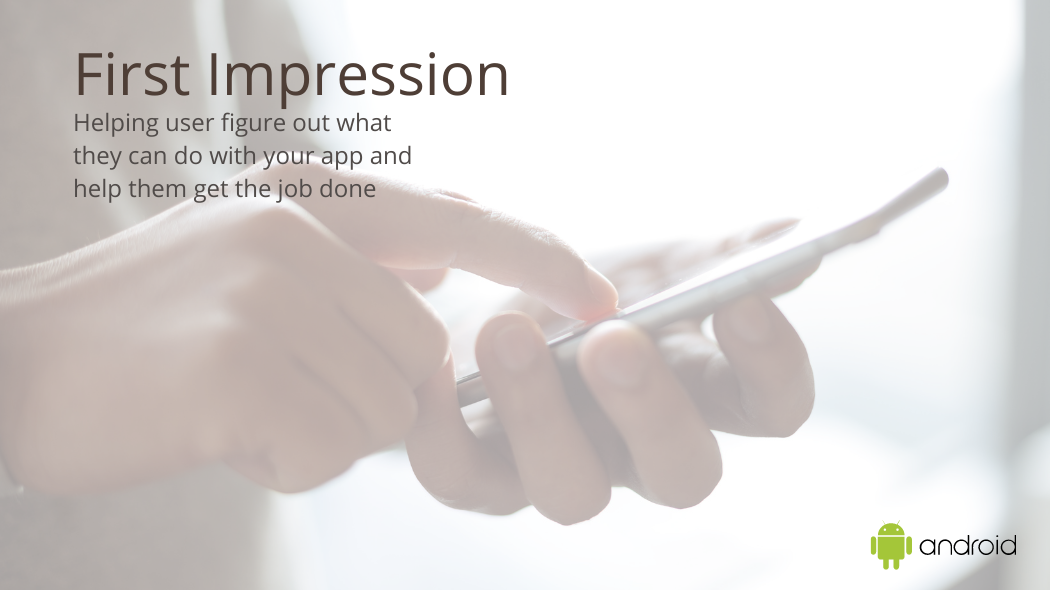 First Impression
Helping user figure out what
they can do with your app and
help them get the job done
android